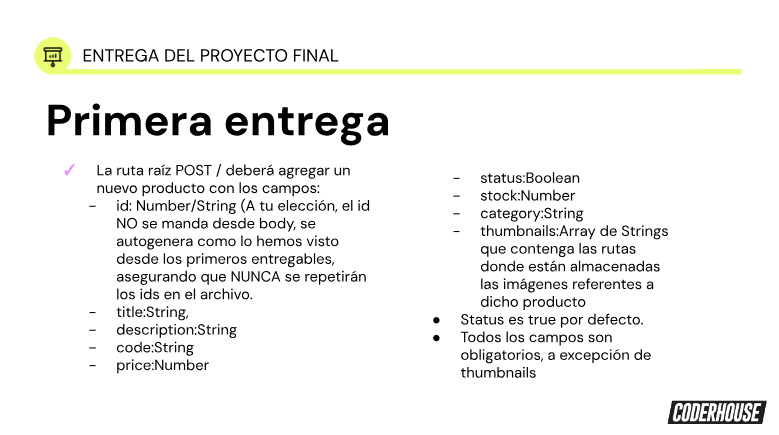 ENTREGA DEL PROYECTO FINAL
Primera entrega
✓ La ruta raíz POST / deberá agregar un
nuevo producto con los campos:
- id: Number/String (A tu elección, el id
NO se manda desde body, se
autogenera como lo hemos visto
desde los primeros entregables,
asegurando que NUNCA se repetirán
los ids en el archivo.
- title:String,
- description:String
- code:String
- price:Number
- status:Boolean
- stock:Number
- category:String
- thumbnails:Array de Strings
que contenga las rutas
donde están almacenadas
las imágenes referentes a
dicho producto
● Status es true por defecto.
● Todos los campos son
obligatorios, a excepción de
thumbnails
CODERHOUSE